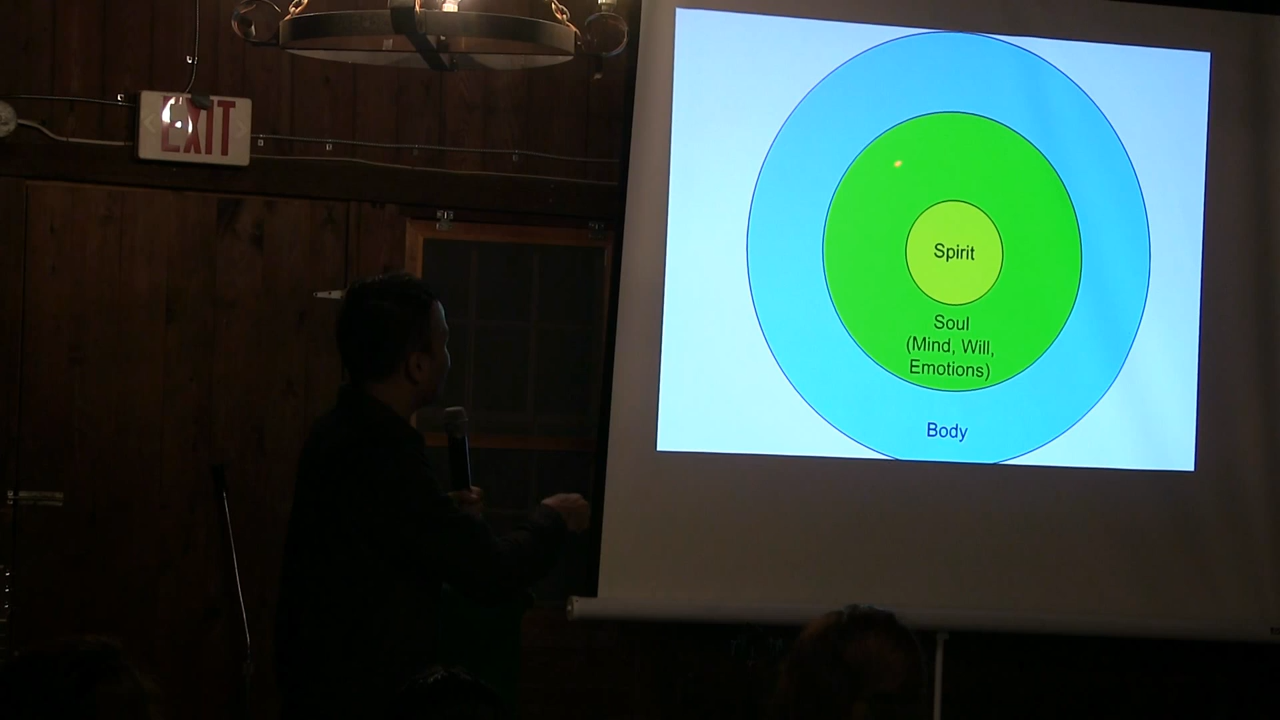 EXIT
Spirit
Soul
(Mind, Will,
Emotions)
Body